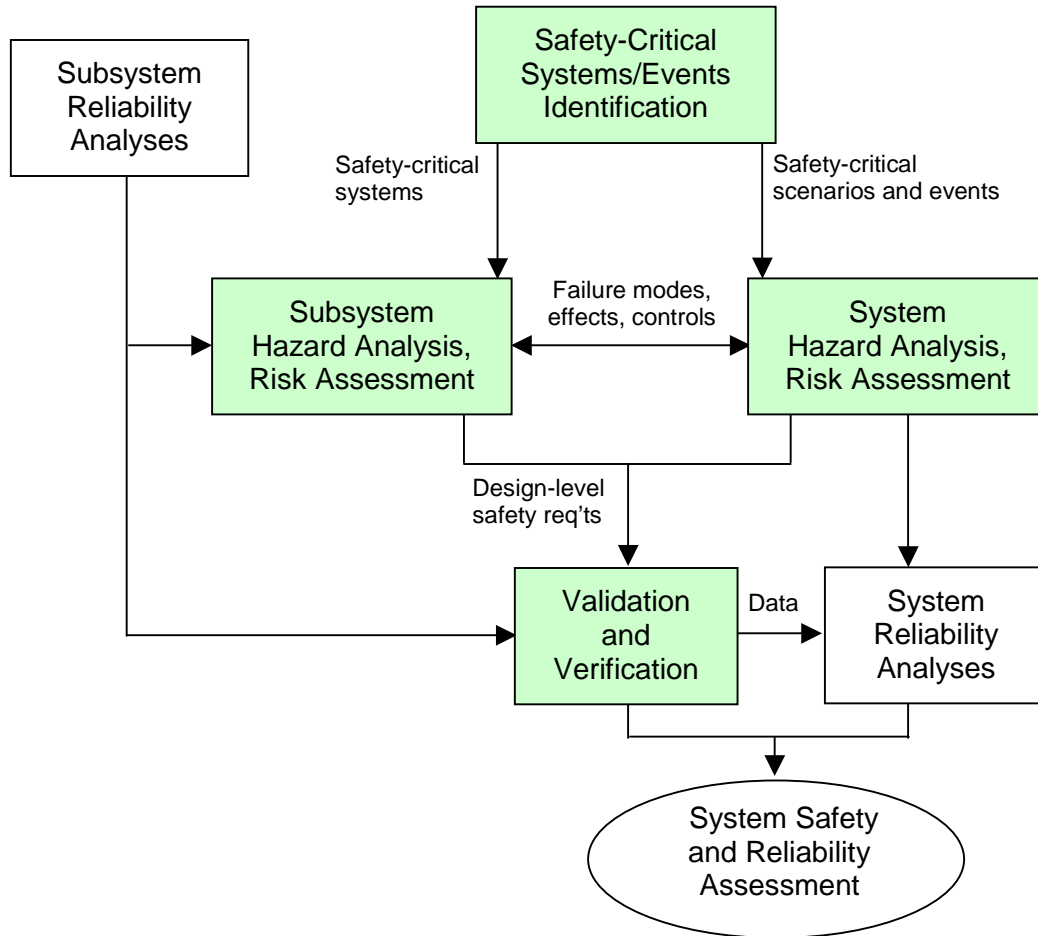 Subsystem
Reliability
Analyses
Safety-Critical
Systems/Events
Identification
Safety-critical
systems
Safety-critical
scenarios and events
Subsystem
Hazard Analysis,
Risk Assessment
Failure modes,
effects, controls
System
Hazard Analysis,
Risk Assessment
Design-level
safety req’ts
Validation
and
Verification
Data
System
Reliability
Analyses
System Safety
and Reliability
Assessment